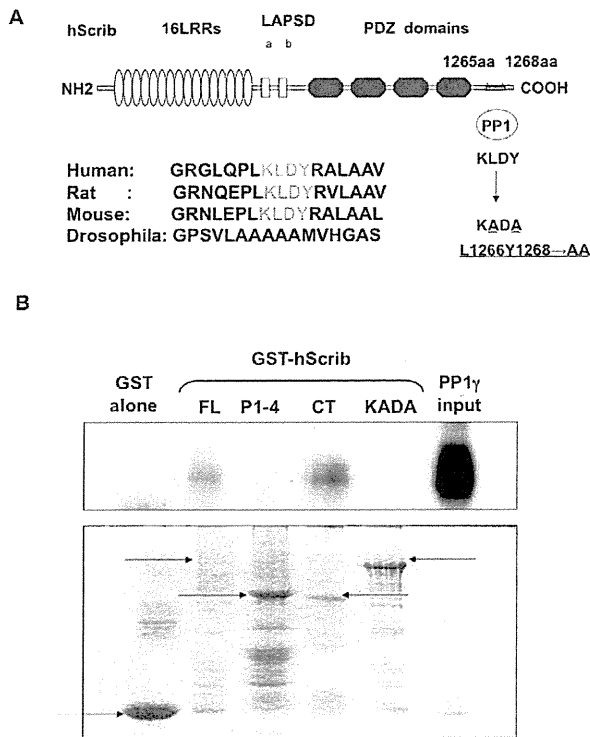 A
hScrib 16LRRs LAPSD PDZ domains
a b
1265aa 1268aa
NH2 COOH
PP1
KLDY
KADA
L1266Y1268→AA
Human: GRGLQPLKLDYRALAAV
Rat : GRNQEPLKLDYRVLAAV
Mouse: GRNLEPLKLDYRALAAL
Drosophila: GPSVLAAAAAMVHGAS
B
GST-hScrib
GST alone FL P1-4 CT KADA PP1γ input